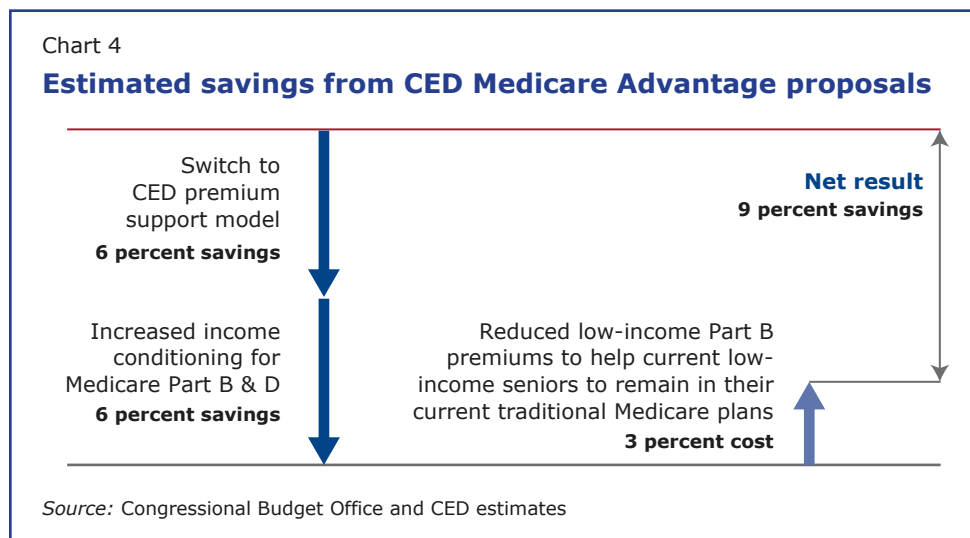 Chart 4
Estimated savings from CED Medicare Advantage proposals
Switch to
CED premium
support model
6 percent savings
Net result
9 percent savings
Increased income
conditioning for
Medicare Part B & D
6 percent savings
Reduced low-income Part B
premiums to help current low-
income seniors to remain in their
current traditional Medicare plans
3 percent cost
Source: Congressional Budget Office and CED estimates